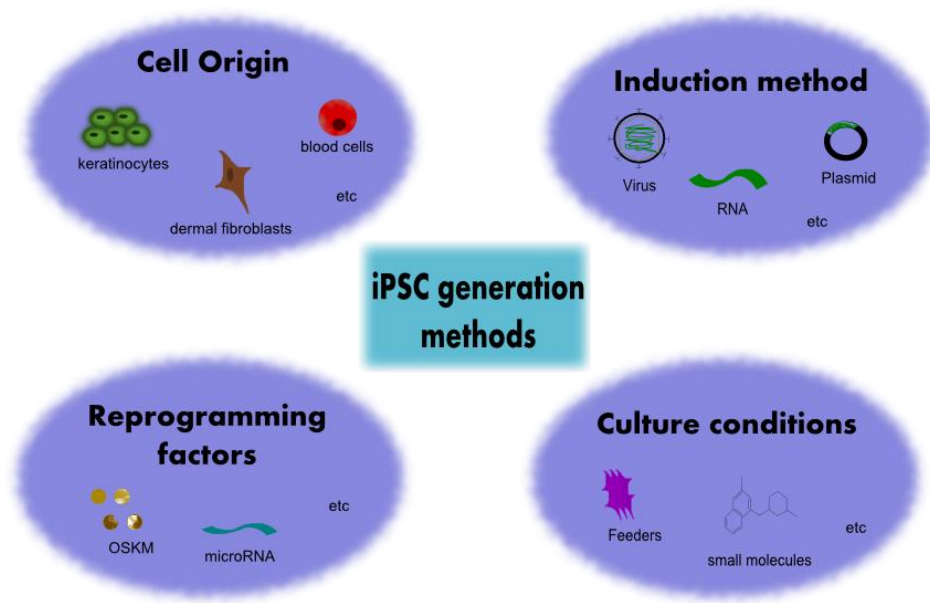 Cell Origin
keratinocytes
blood cells
dermal fibroblasts
etc
Induction method
Virus
RNA
Plasmid
etc
iPSC generation
methods
Reprogramming
factors
OSKM
microRNA
etc
Culture conditions
Feeders
small molecules
etc